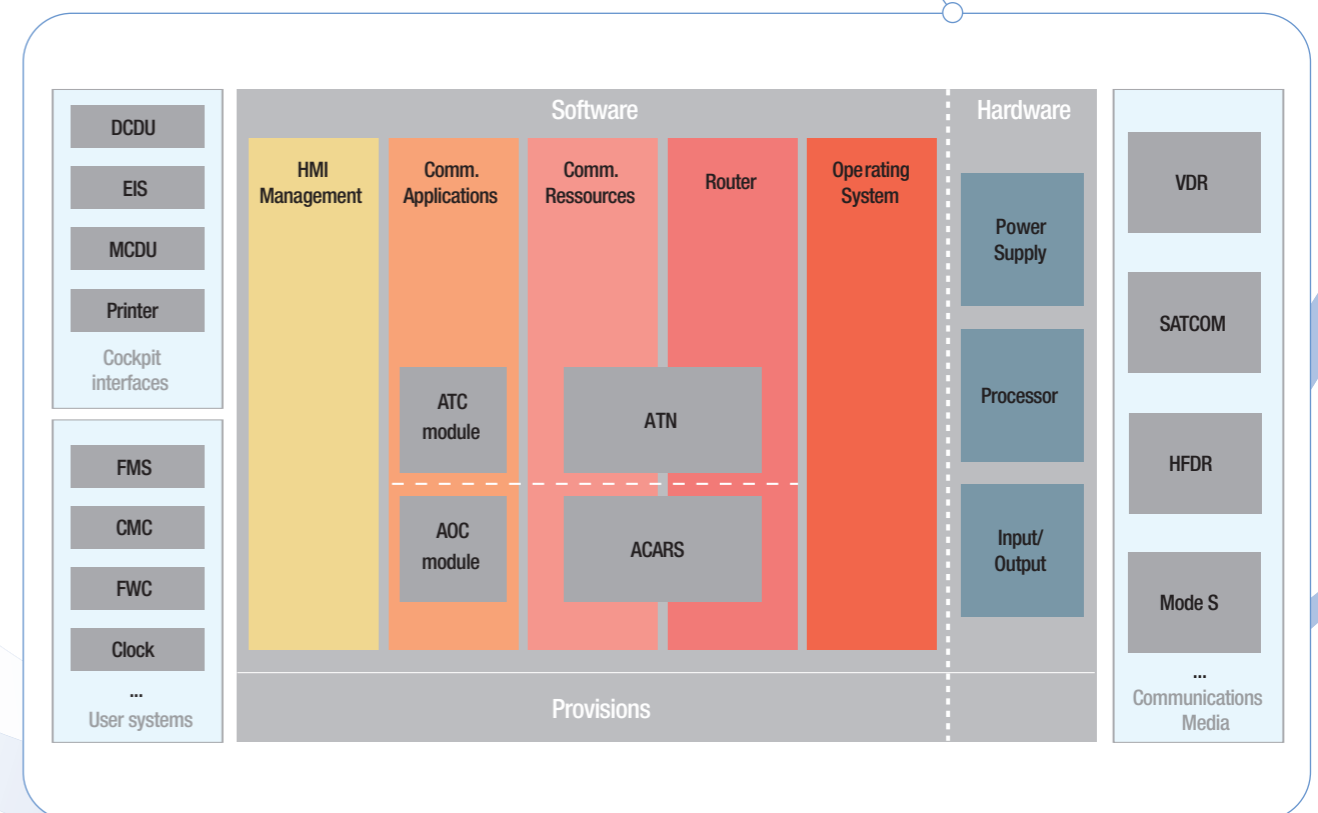 DCDU
EIS
MCDU
Printer
Cockpit
interfaces
FMS
CMC
FWC
Clock
...
User systems
Software
HMI
Management
Comm.
Applications
Comm.
Ressources
Router
Operating
System
ATC
module
ATN
AOC
module
ACARS
Provisions
Hardware
Power
Supply
Processor
Input/
Output
VDR
SATCOM
HFDR
Mode S
...
Communications
Media